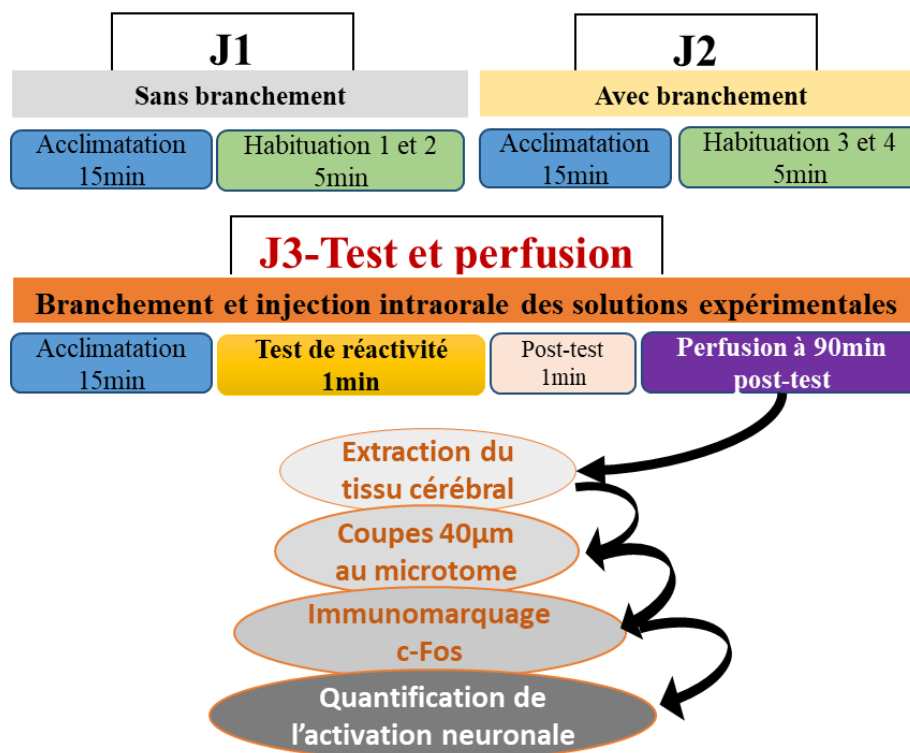 J1
Sans branchement
Acclimatation
15min
Habituation 1 et 2
5min
J2
Avec branchement
Acclimatation
15min
Habituation 3 et 4
5min
J3-Test et perfusion
Branchement et injection intraorale des solutions expérimentales
Acclimatation
15min
Test de réactivité
1min
Post-test
1min
Perfusion à 90min
post-test
Extraction du
tissu cérébral
Coupes 40µm
au microtome
Immunomarquage
c-Fos
Quantification de
l’activation neuronale